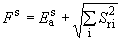 F^s = E_a^s + \sqrt{\sum_i S_{ri}^2}